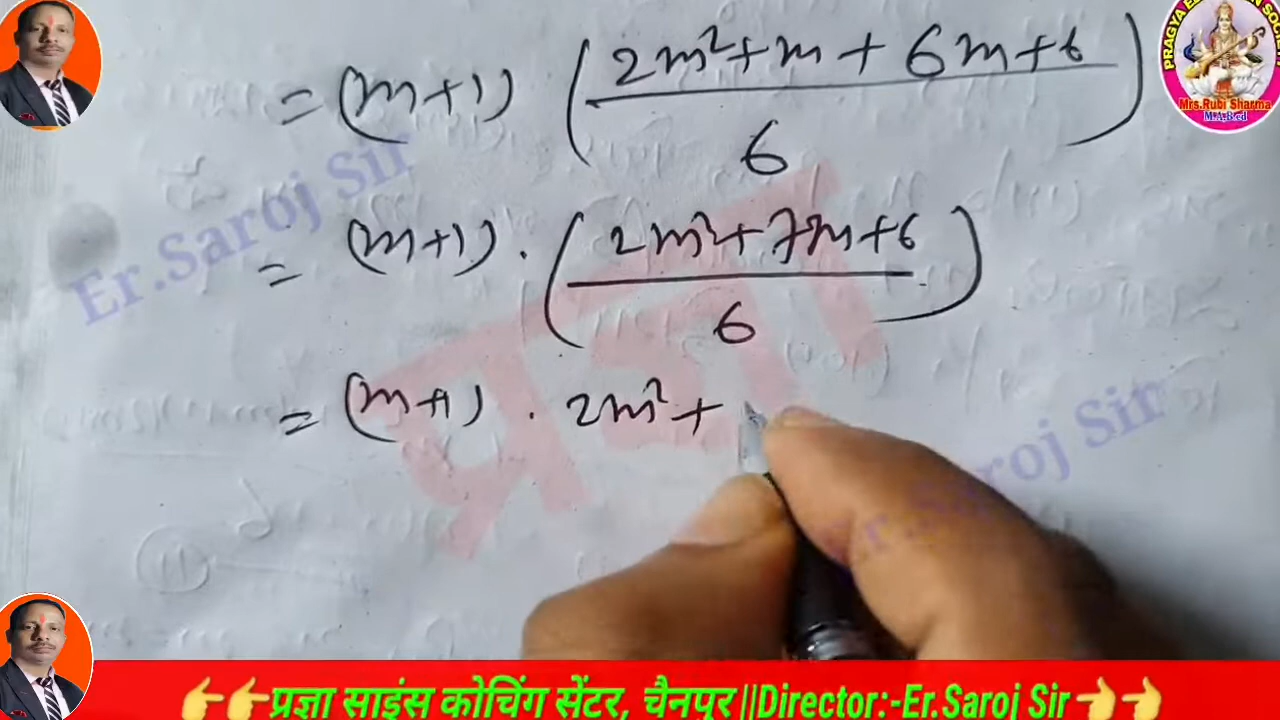 = (m+1) (2m²+m+6m+6 / 6)
= (m+1) . (2m²+7m+6 / 6)
= (m+1) . 2m²+
Er.Saroj Sir
प्रज्ञा
Er.Saroj Sir
Mrs.Rubi Sharma
M.A,B.ed
👉👉प्रज्ञा साइंस कोचिंग सेंटर, चैनपुर ||Director:-Er.Saroj Sir👈👈